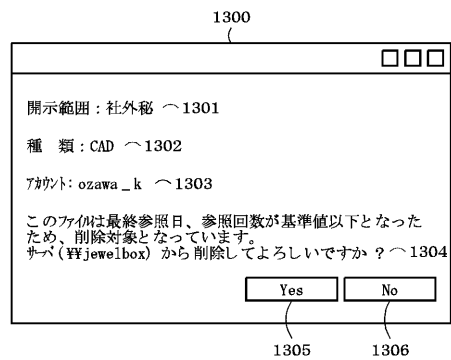 1300
開示範囲：社外秘 1301
種　類：CAD 1302
ｱｶｳﾝﾄ：ozawa_k 1303
このﾌｧｲﾙは最終参照日、参照回数が基準値以下となった
ため、削除対象となっています。
ｻｰﾊﾞ(¥¥jewelbox) から削除してよろしいですか ? 1304
Yes No
1305 1306